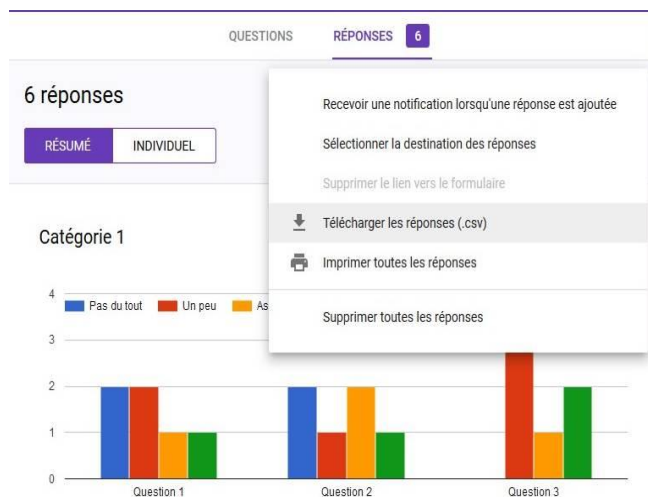 QUESTIONS RÉPONSES 6
6 réponses
RÉSUMÉ INDIVIDUEL
Recevoir une notification lorsqu'une réponse est ajoutée
Sélectionner la destination des réponses
Supprimer le lien vers le formulaire
Télécharger les réponses (.csv)
Imprimer toutes les réponses
Supprimer toutes les réponses
Catégorie 1
Pas du tout Un peu As
4
3
2
1
0
Question 1 Question 2 Question 3